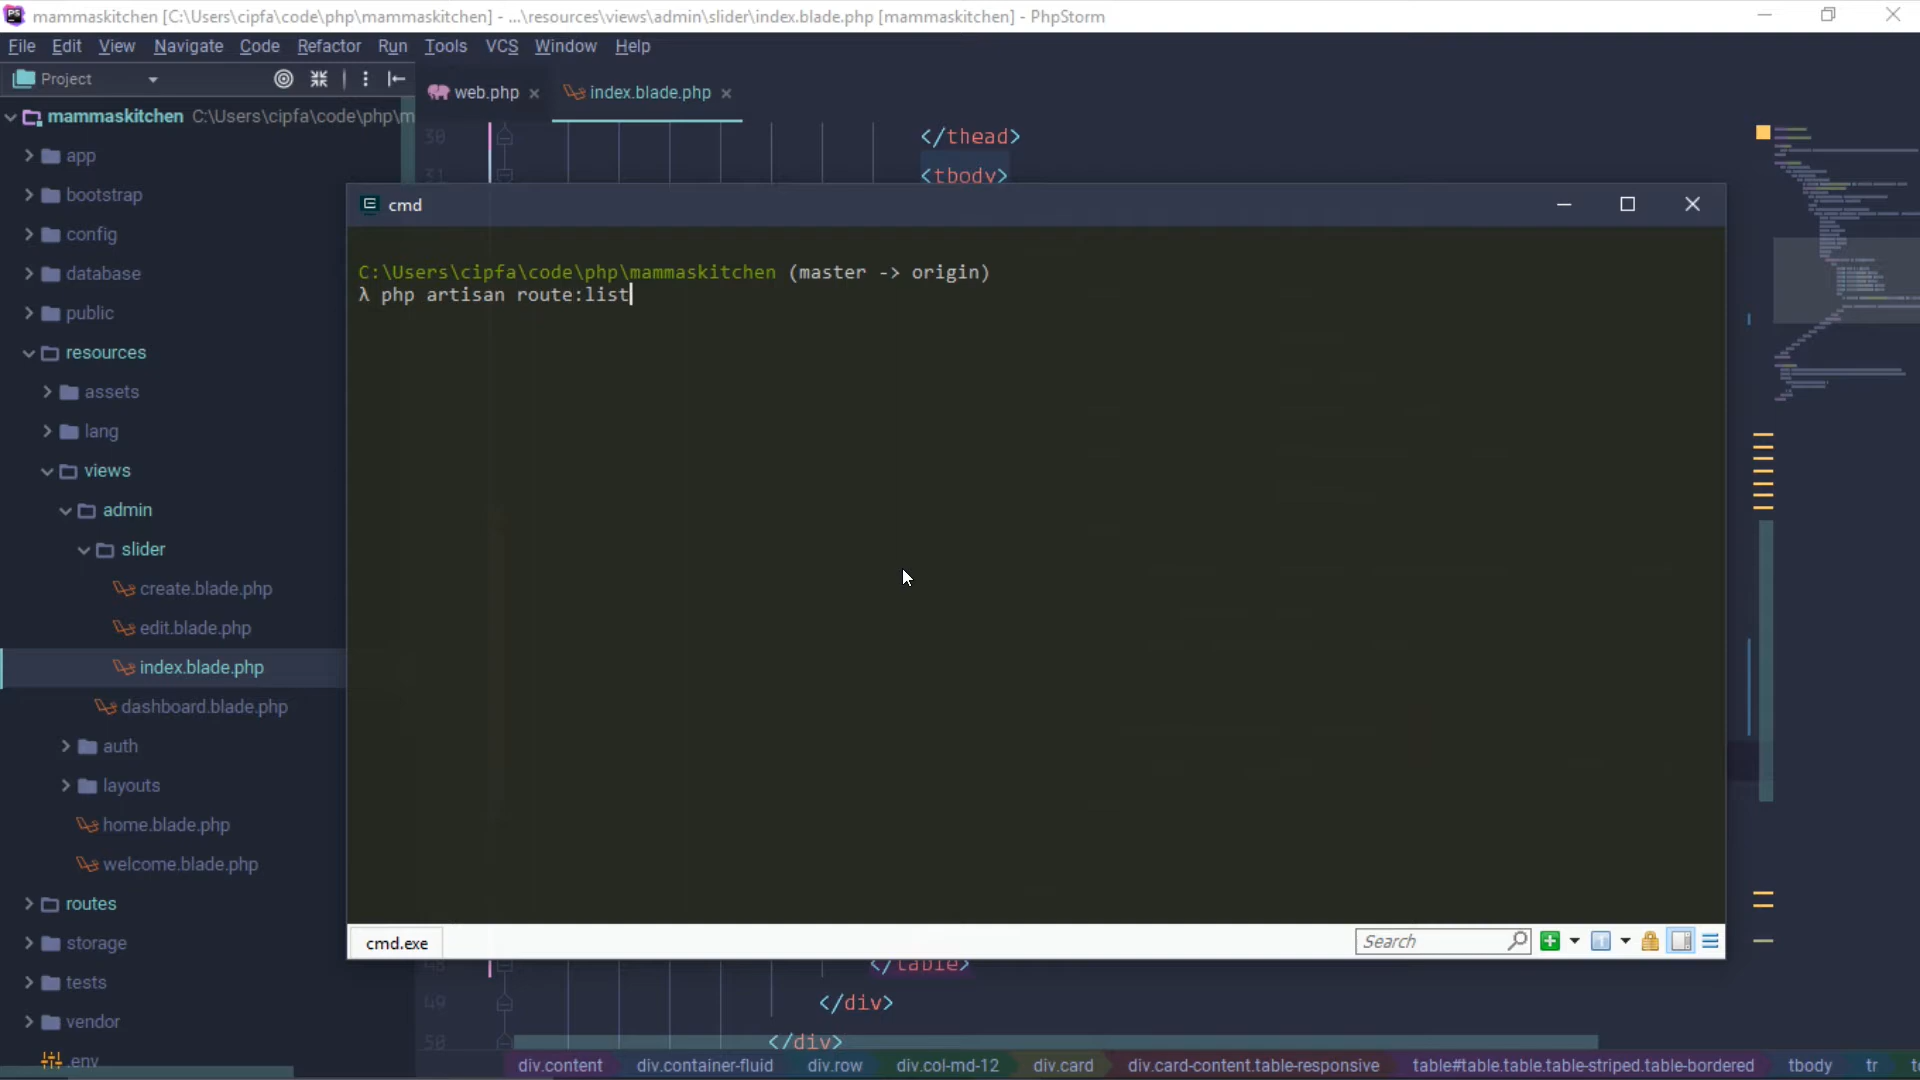 mammaskitchen [C:\Users\cipfa\code\php\mammaskitchen] - ...\resources\views\admin\slider\index.blade.php [mammaskitchen] - PhpStorm
File Edit View Navigate Code Refactor Run Tools VCS Window Help
Project
web.php
index.blade.php
mammaskitchen C:\Users\cipfa\code\php\m
app
bootstrap
config
database
public
resources
assets
lang
views
admin
slider
create.blade.php
edit.blade.php
index.blade.php
dashboard.blade.php
auth
layouts
home.blade.php
welcome.blade.php
routes
storage
tests
vendor
.env
30 </thead>
31 <tbody>
cmd
C:\Users\cipfa\code\php\mammaskitchen (master -> origin)
λ php artisan route:list
cmd.exe
Search
48 </table>
49 </div>
50 </div>
div.content div.container-fluid div.row div.col-md-12 div.card div.card-content.table-responsive table#table.table.table-striped.table-bordered tbody tr